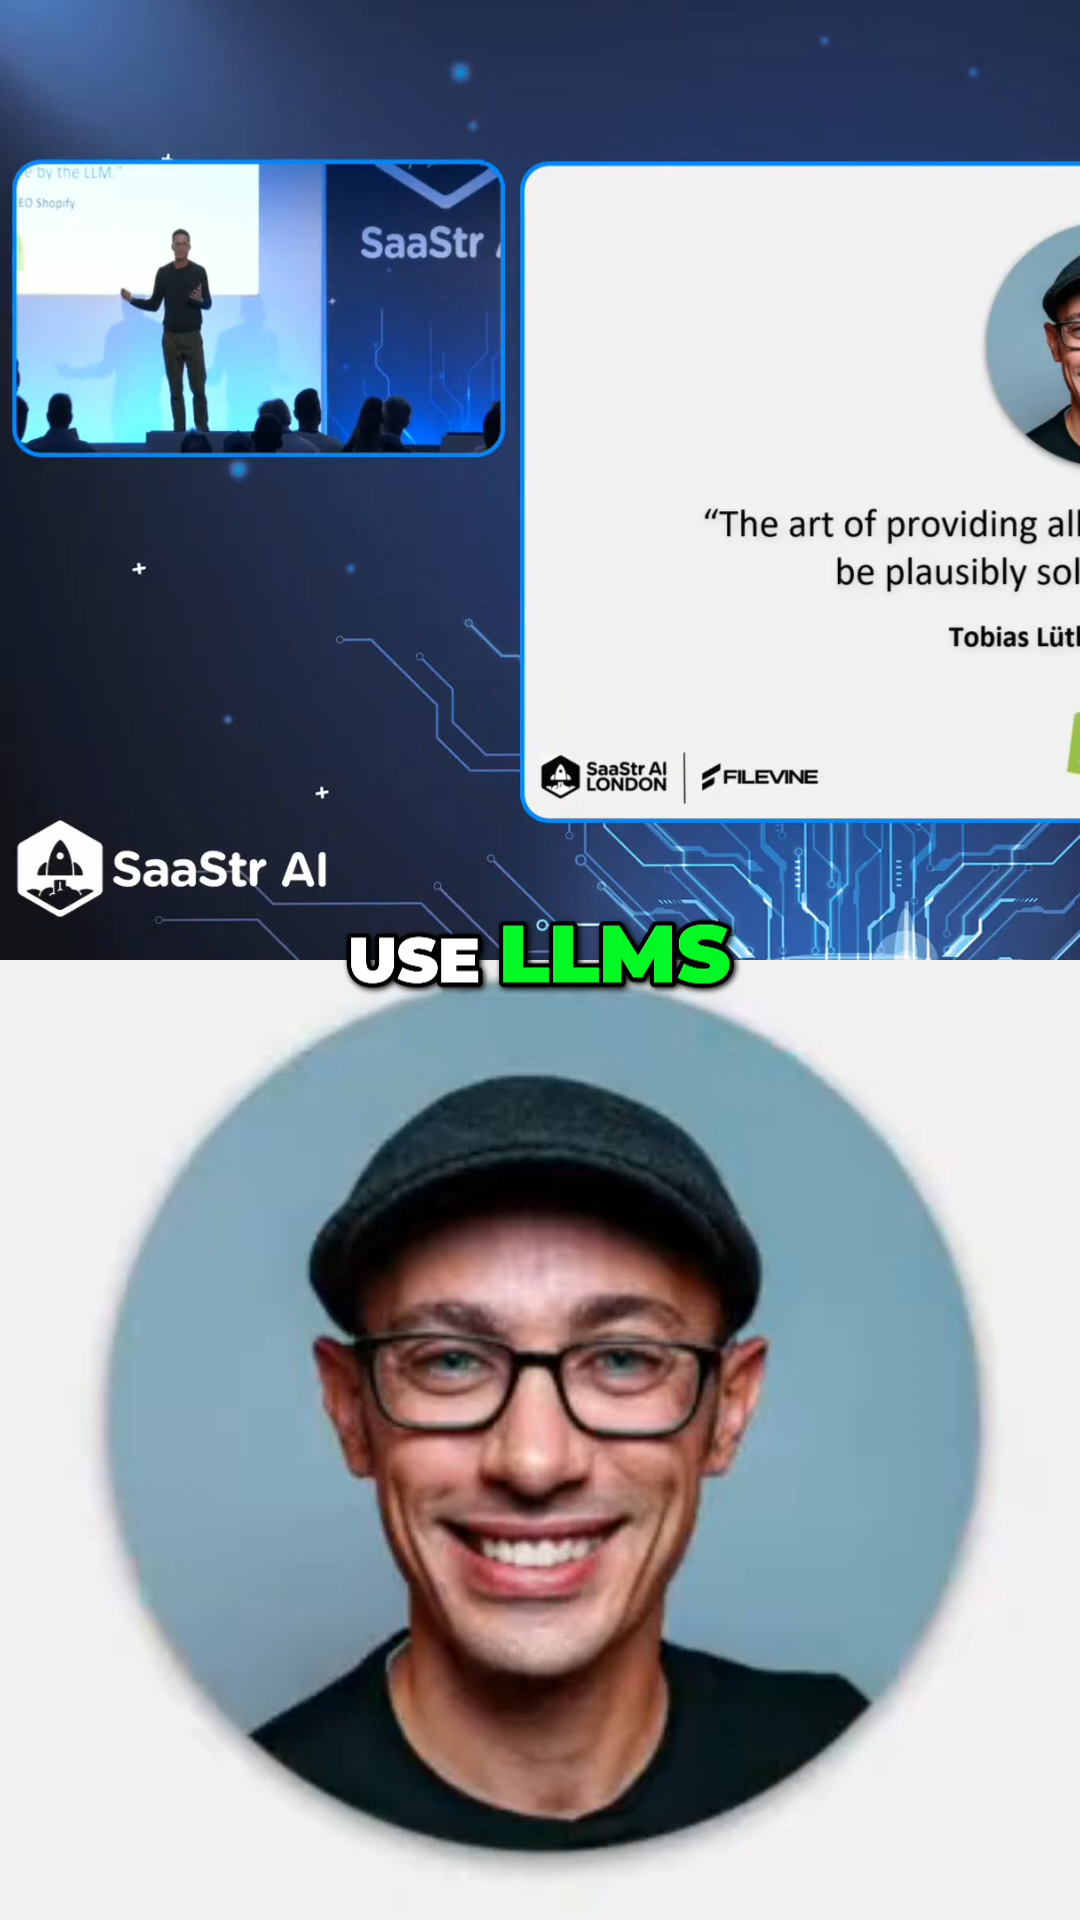 e by the LLM."
EO Shopify
SaaStr
"The art of providing all
be plausibly sol
Tobias Lüt
SaaStr AI
LONDON
FILEVINE
SaaStr AI
USE LLMS